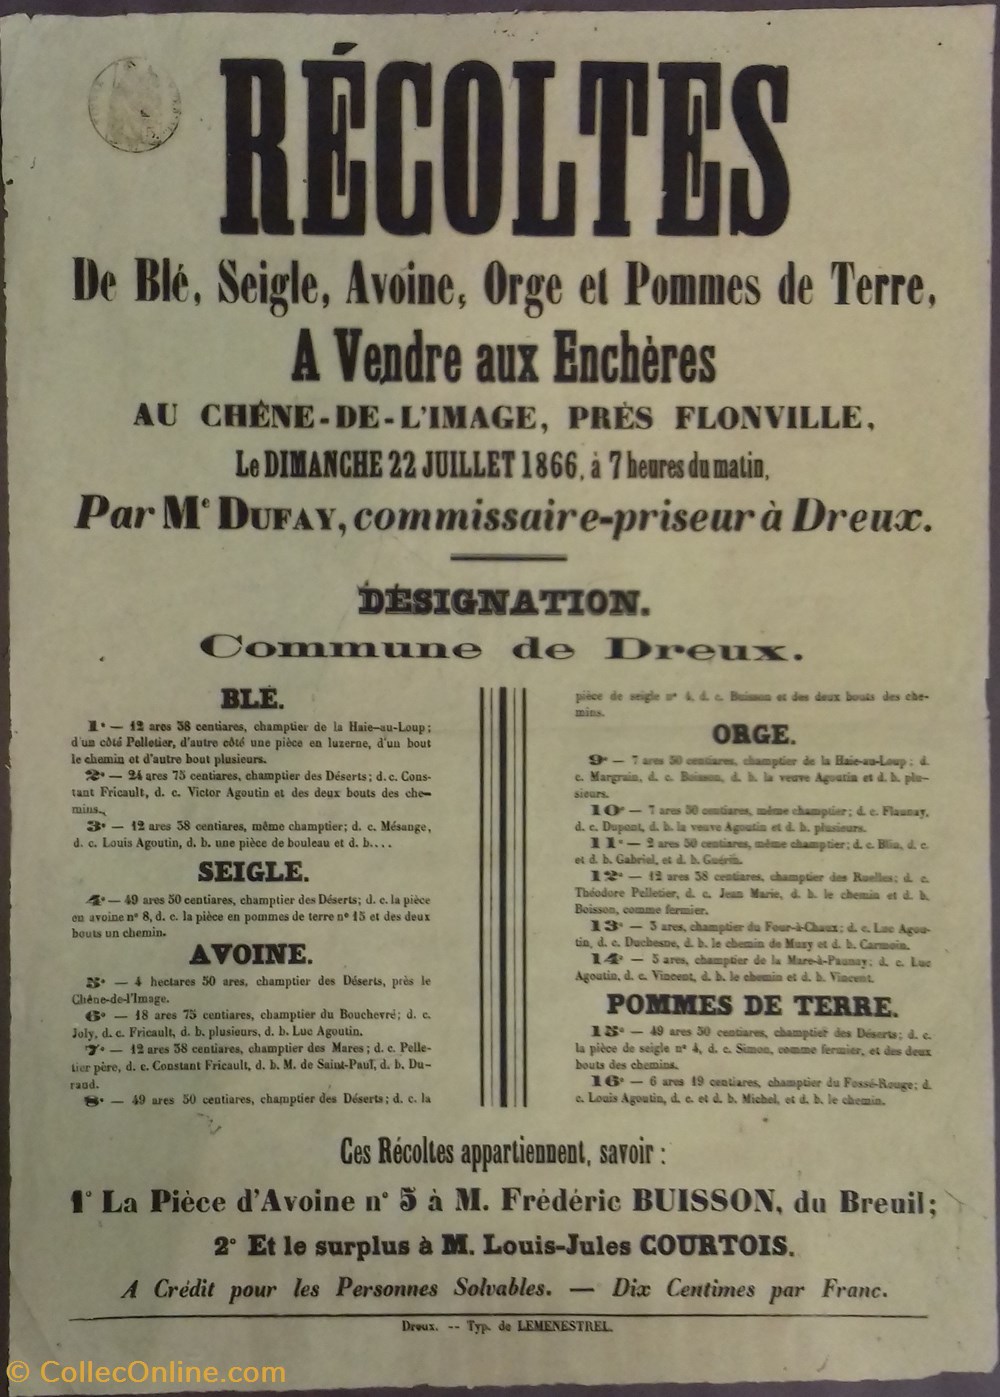 RÉCOLTES
De Blé, Seigle, Avoine, Orge et Pommes de Terre,
A Vendre aux Enchères
AU CHÊNE-DE-L'IMAGE, PRÈS FLONVILLE,
Le DIMANCHE 22 JUILLET 1866, à 7 heures du matin,
Par Me DUFAY, commissaire-priseur à Dreux.
DÉSIGNATION.
Commune de Dreux.
BLÉ.
1° — 12 ares 38 centiares, champtier de la Haie-au-Loup;
d'un côté Pelletier, d'autre côté une pièce en luzerne, d'un bout
le chemin et d'autre bout plusieurs.
2° — 24 ares 75 centiares, champtier des Déserts; d. c. Cons-
tant Fricault, d. c. Victor Agoutin et des deux bouts des che-
mins.
3° — 12 ares 38 centiares, même champtier; d. c. Mésange,
d. c. Louis Agoutin, d. b. une pièce de bouleau et d. b....
SEIGLE.
4° — 49 ares 50 centiares, champtier des Déserts; d. c. la pièce
en avoine n° 8, d. c. la pièce en pommes de terre n° 15 et des deux
bouts un chemin.
AVOINE.
5° — 4 hectares 50 ares, champtier des Déserts, près le
Chêne-de-l'Image.
6° — 18 ares 75 centiares, champtier du Bouchevré; d. c.
Joly, d. c. Fricault, d. b. plusieurs, d. b. Luc Agoutin.
7° — 12 ares 38 centiares, champtier des Mares; d. c. Pelle-
tier père, d. c. Constant Fricault, d. b. M. de Saint-Paul, d. b. Du-
rand.
8° — 49 ares 50 centiares, champtier des Déserts; d. c. la
pièce de seigle n° 4, d. c. Buisson et des deux bouts des che-
mins.
ORGE.
9° — 7 ares 50 centiares, champtier de la Haie-au-Loup; d.
c. Margrain, d. c. Boisson, d. b. la veuve Agoutin et d. b. plu-
sieurs.
10° — 7 ares 50 centiares, même champtier; d. c. Flaunay,
d. c. Dupont, d. b. la veuve Agoutin et d. b. plusieurs.
11° — 2 ares 50 centiares, même champtier; d. c. Blin, d. c.
et d. b. Gabriel, et d. b. Guérin.
12° — 12 ares 38 centiares, champtier des Ruelles; d. c.
Théodore Pelletier, d. c. Jean Marie, d. b. le chemin et d. b.
Boisson, comme fermier.
13° — 5 ares, champtier du Four-à-Chaux; d. c. Luc Agou-
tin, d. c. Duchesne, d. b. le chemin de Muzy et d. b. Carmoin.
14° — 5 ares, champtier de la Mare-à-Paunay; d. c. Luc
Agoutin, d. c. Vincent, d. b. le chemin et d. b. Vincent.
POMMES DE TERRE.
15° — 49 ares 50 centiares, champtier des Déserts; d. c.
la pièce de seigle n° 4, d. c. Simon, comme fermier, et des deux
bouts des chemins.
16° — 6 ares 19 centiares, champtier du Fossé-Rouge; d.
c. Louis Agoutin, d. c. et d. b. Michel, et d. b. le chemin.
Ces Récoltes appartiennent, savoir :
1° La Pièce d'Avoine n° 5 à M. Frédéric BUISSON, du Breuil;
2° Et le surplus à M. Louis-Jules COURTOIS.
A Crédit pour les Personnes Solvables. — Dix Centimes par Franc.
Dreux. -- Typ. de LEMENESTREL.
© CollecOnline.com